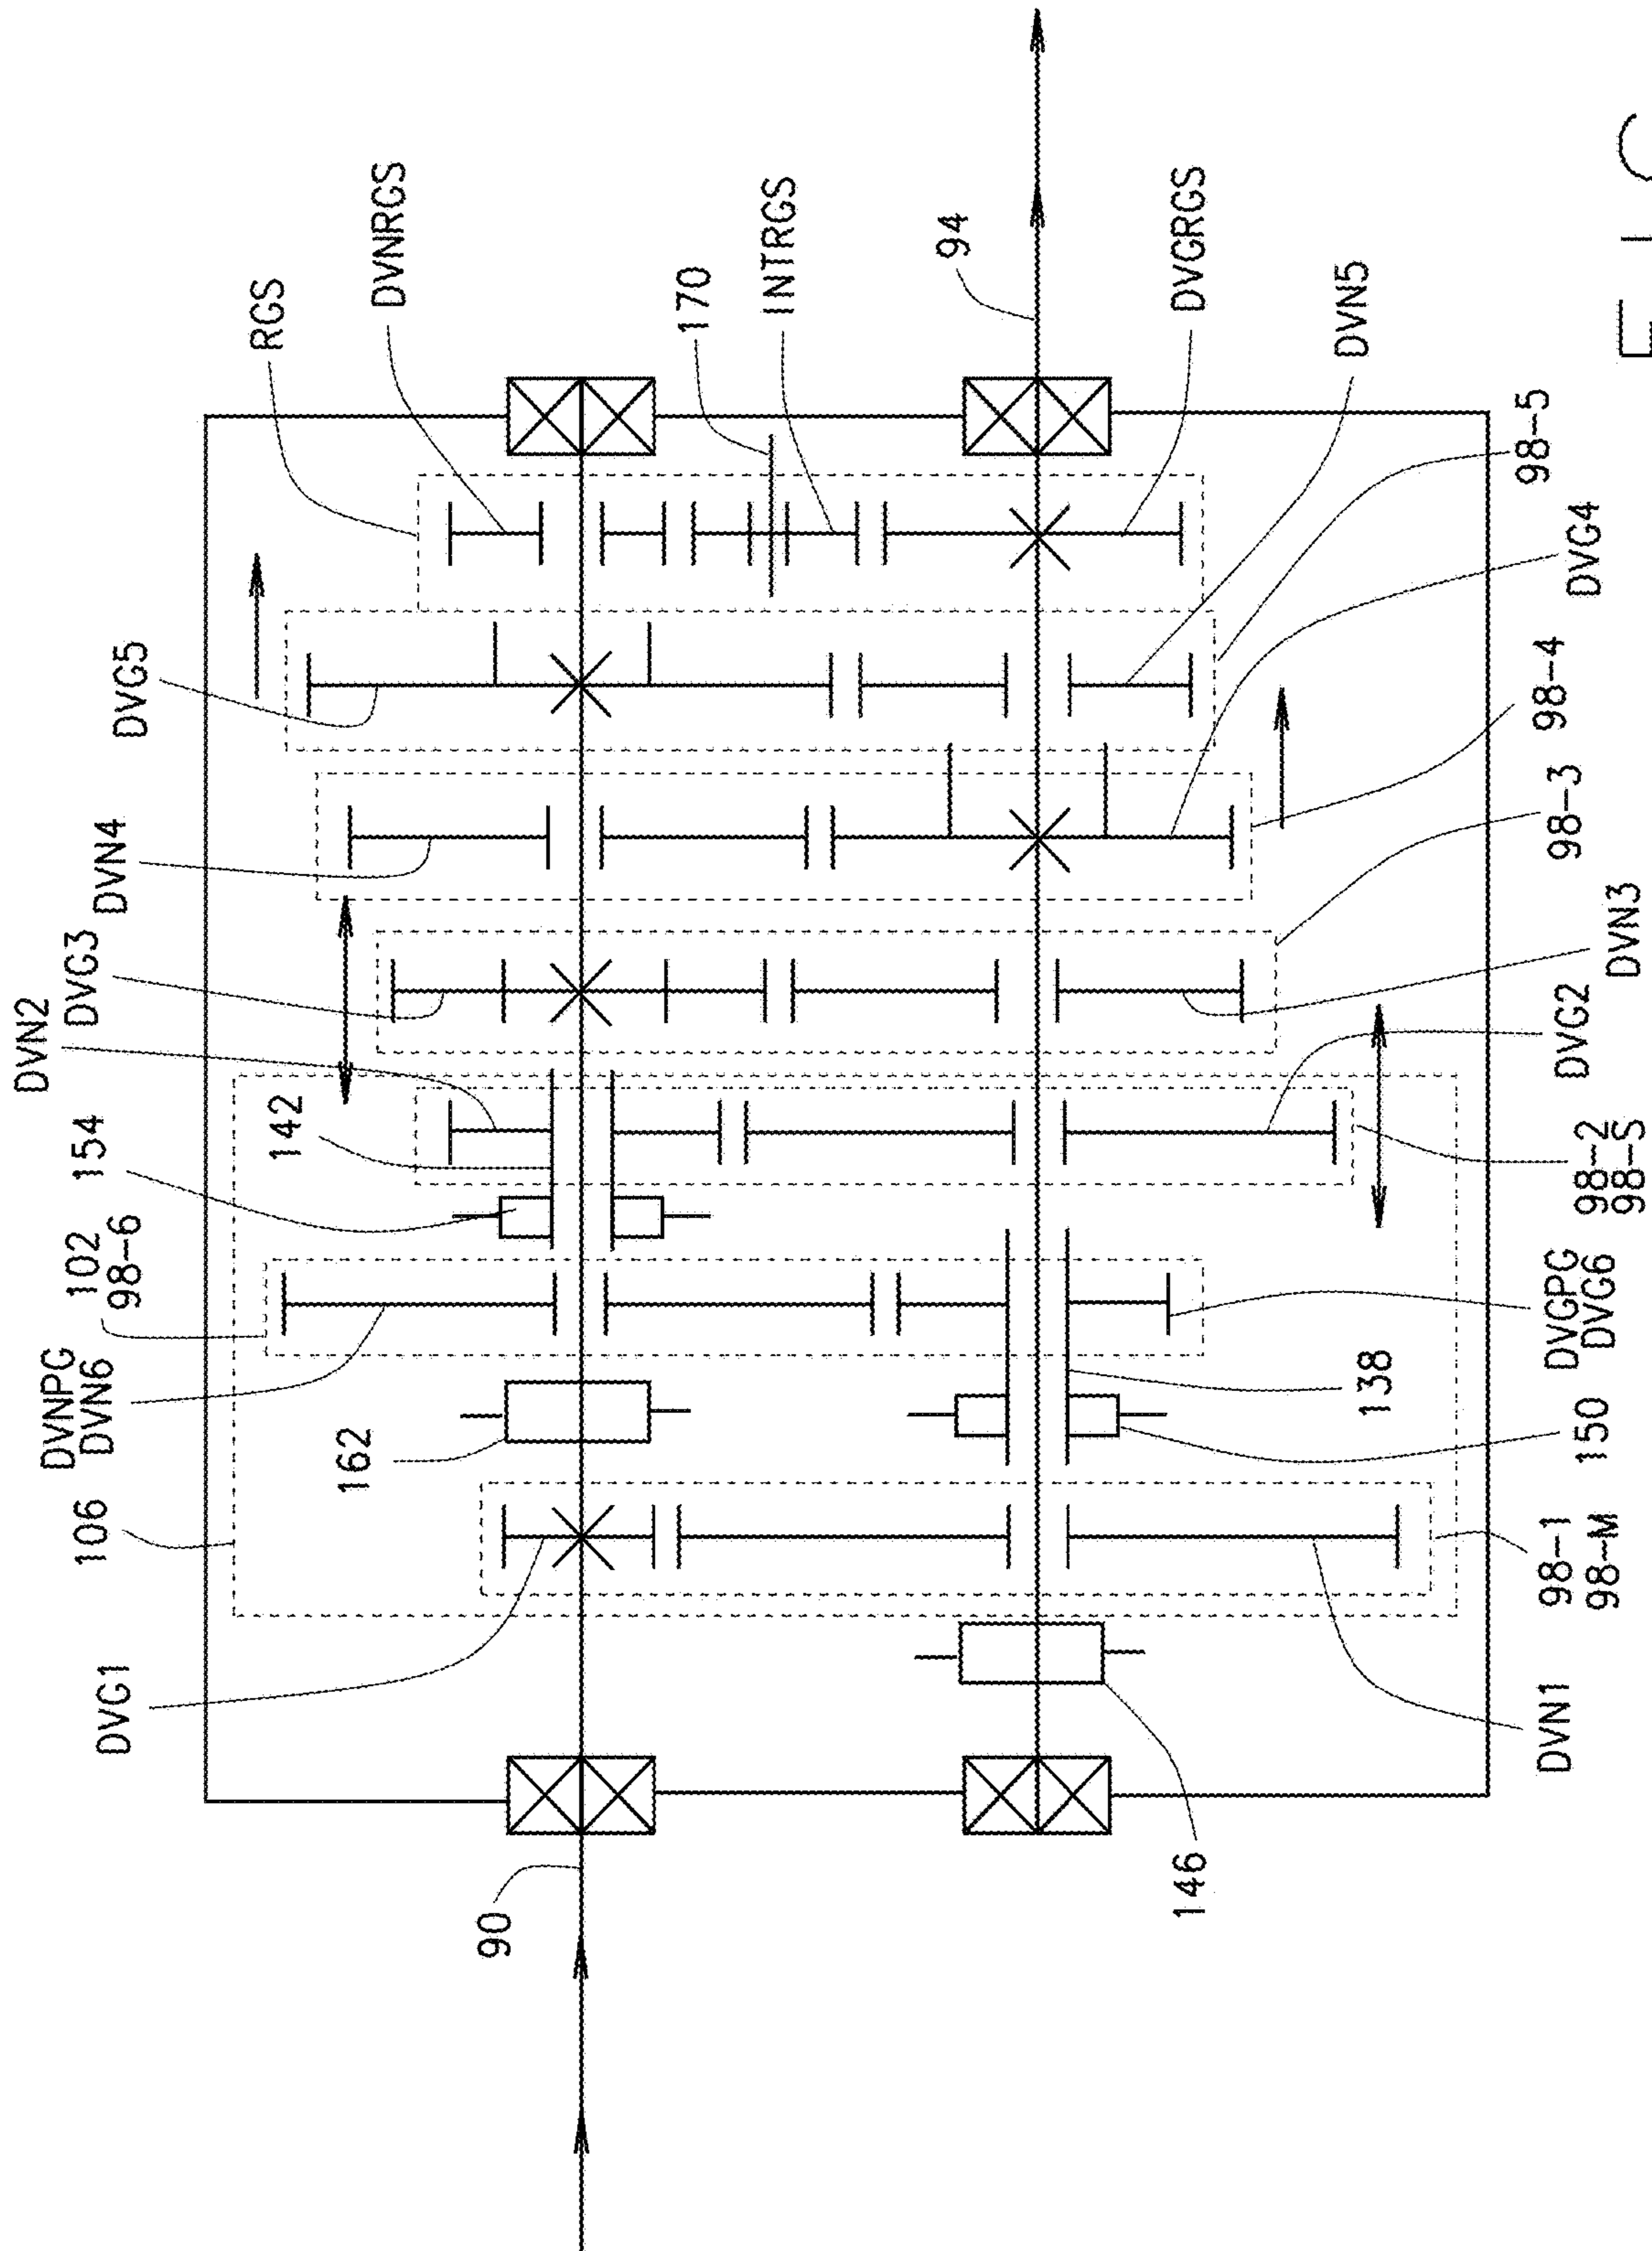 DVG1
106
DVNPG
DVN6
102
98-6
154
DVN2
DVG3
DVN4
DVG5
162
142
RGS
DVNRGS
170
INTRGS
90
94
146
DVGRGS
DVN5
138
98-5
DVN1
98-1
98-M
150
DVGPG
DVG6
98-2
98-S
DVG2
DVN3
98-3
98-4
DVG4